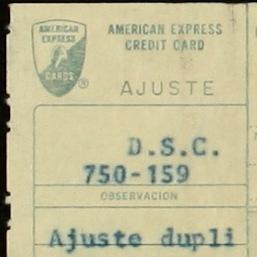 AMERICAN
EXPRESS
CARDS
®
AMERICAN EXPRESS
CREDIT CARD
AJUSTE
D.S.C.
750-159
OBSERVACION
Ajuste dupli